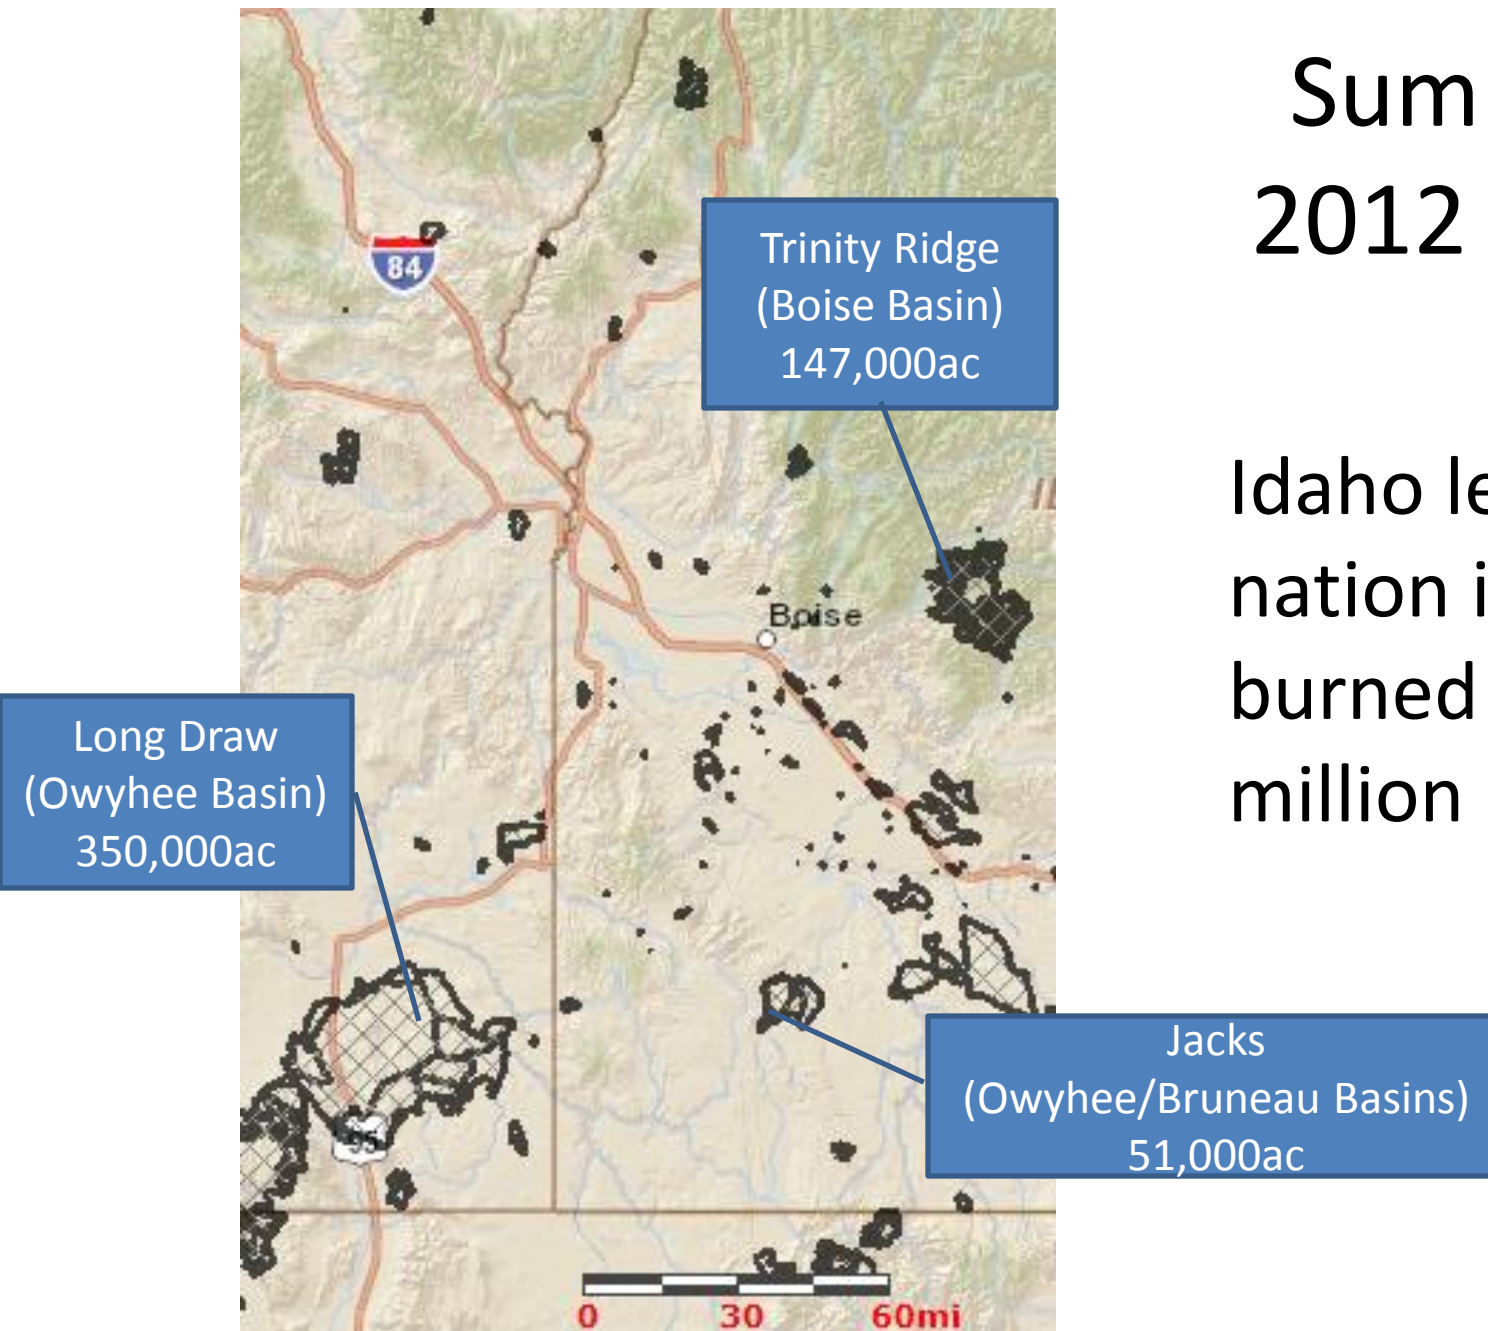 Sum
2012
84
Trinity Ridge
(Boise Basin)
147,000ac
Idaho le
nation i
burned
million
Boise
Long Draw
(Owyhee Basin)
350,000ac
Jacks
(Owyhee/Bruneau Basins)
51,000ac
95
0 30 60mi